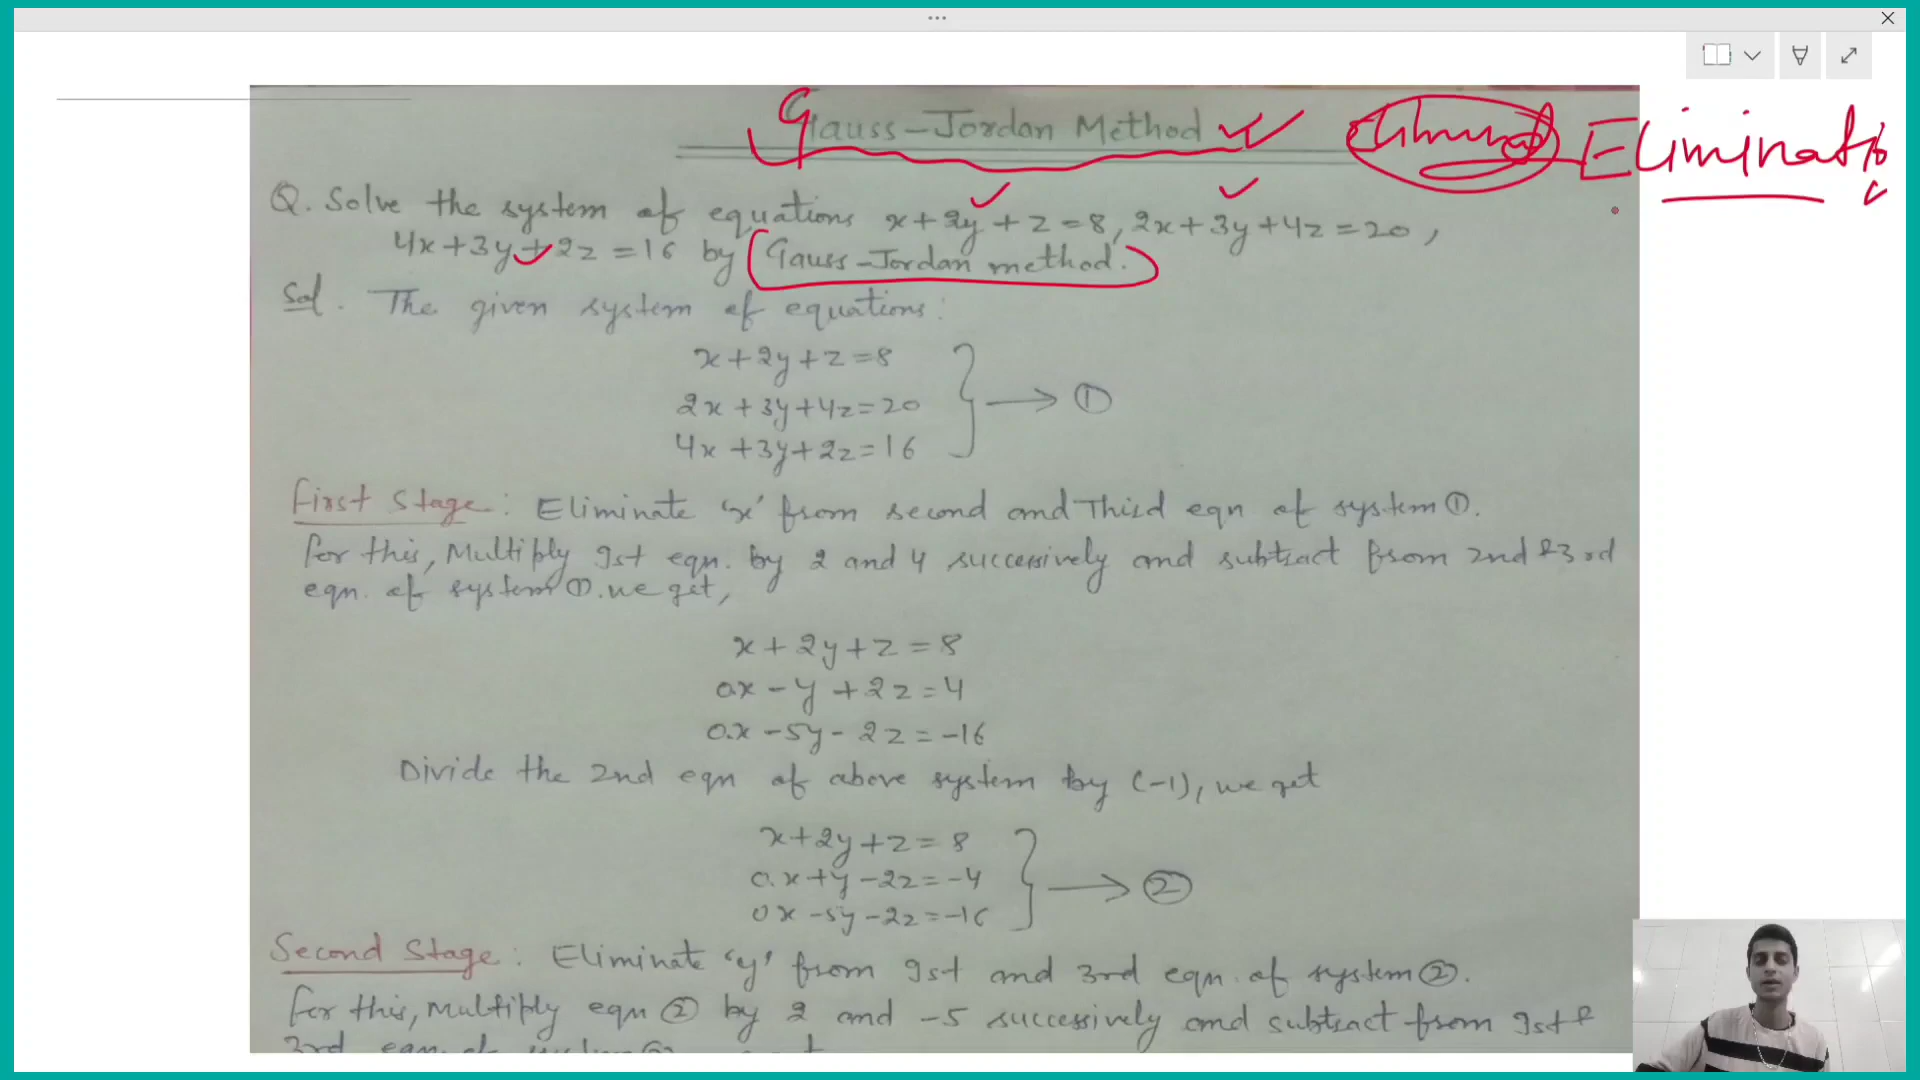 Gauss-Jordan Method Eliminatio
Q. Solve the system of equations x+2y+z=8, 2x+3y+4z=20,
4x+3y+2z=16 by Gauss-Jordan method.
Sol. The given system of equations:
x+2y+z=8
2x+3y+4z=20 → ①
4x+3y+2z=16
First Stage: Eliminate 'x' from second and Third eqn of system ①.
For this, Multiply 1st eqn. by 2 and 4 successively and subtract from 2nd & 3rd
eqn. of system ①. we get,
x+2y+z=8
0x-y+2z=4
0.x-5y-2z=-16
Divide the 2nd eqn of above system by (-1), we get
x+2y+z=8
0.x+y-2z=-4 → ②
0x-5y-2z=-16
Second Stage: Eliminate 'y' from 1st and 3rd eqn. of system ②.
For this, Multiply eqn ② by 2 and -5 successively and subtract from 1st &
3rd eqn. of